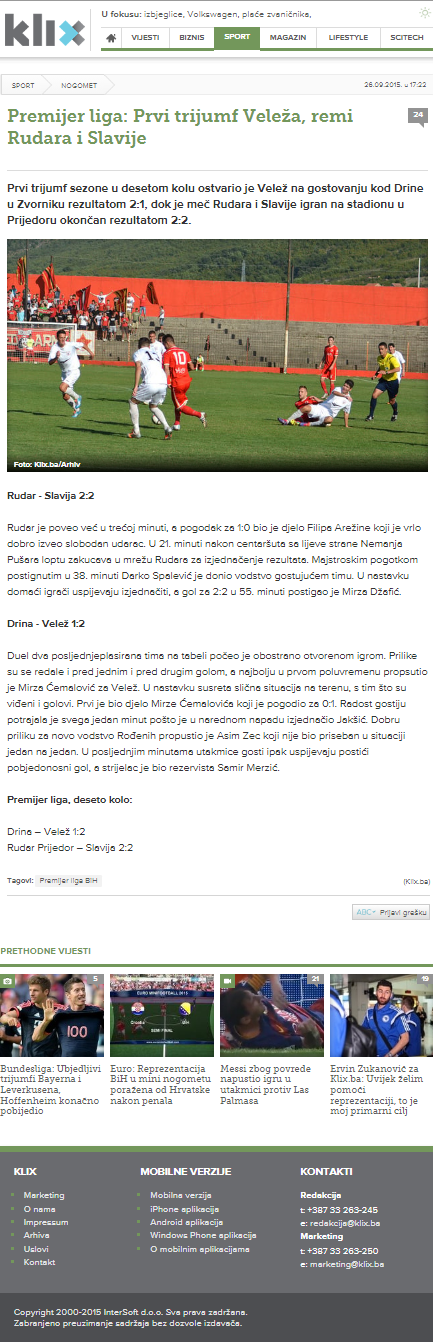 klix
U fokusu: izbjeglice, Volkswagen, plaće zvaničnika,
VIJESTI BIZNIS SPORT MAGAZIN LIFESTYLE SCITECH
SPORT NOGOMET 26.09.2015. u 17:22
Premijer liga: Prvi trijumf Veleža, remi
Rudara i Slavije
24
Prvi trijumf sezone u desetom kolu ostvario je Velež na gostovanju kod Drine
u Zvorniku rezultatom 2:1, dok je meč Rudara i Slavije igran na stadionu u
Prijedoru okončan rezultatom 2:2.
10
Foto: Klix.ba/Arhiv
Rudar - Slavija 2:2
Rudar je poveo već u trećoj minuti, a pogodak za 1:0 bio je djelo Filipa Arežine koji je vrlo
dobro izveo slobodan udarac. U 21. minuti nakon centaršuta sa lijeve strane Nemanja
Pušara loptu zakucava u mrežu Rudara za izjednačenje rezultata. Majstroskim pogotkom
postignutim u 38. minuti Darko Spalević je donio vodstvo gostujućem timu. U nastavku
domaći igrači uspijevaju izjednačiti, a gol za 2:2 u 55. minuti postigao je Mirza Džafić.
Drina - Velež 1:2
Duel dva posljednjeplasirana tima na tabeli počeo je obostrano otvorenom igrom. Prilike
su se ređale i pred jednim i pred drugim golom, a najbolju u prvom poluvremenu propsutio
je Mirza Ćemalović za Velež. U nastavku susreta slična situacija na terenu, s tim što su
viđeni i golovi. Prvi je bio djelo Mirze Ćemalovića koji je pogodio za 0:1. Radost gostiju
potrajala je svega jedan minut pošto je u narednom napadu izjednačio Jakšić. Dobru
priliku za novo vodstvo Rođenih propustio je Asim Zec koji nije bio priseban u situaciji
jedan na jedan. U posljednjim minutama utakmice gosti ipak uspijevaju postići
pobjedonosni gol, a strijelac je bio rezervista Samir Merzić.
Premijer liga, deseto kolo:
Drina – Velež 1:2
Rudar Prijedor – Slavija 2:2
Tagovi: Premijer liga BiH (Klix.ba)
ABC Prijavi grešku
PRETHODNE VIJESTI
5 21 19
100
EURO MINIFOOTBALL 2015
SEMI FINAL
Bundesliga: Ubjedljivi
trijumfi Bayerna i
Leverkusena,
Hoffenheim konačno
pobijedio
Euro: Reprezentacija
BiH u mini nogometu
poražena od Hrvatske
nakon penala
Messi zbog povrede
napustio igru u
utakmici protiv Las
Palmasa
Ervin Zukanović za
Klix.ba: Uvijek želim
pomoći
reprezentaciji, to je
moj primarni cilj
KLIX
Marketing
O nama
Impressum
Arhiva
Uslovi
Kontakt
MOBILNE VERZIJE
Mobilna verzija
iPhone aplikacija
Android aplikacija
Windows Phone aplikacija
O mobilnim aplikacijama
KONTAKTI
Redakcija
t: +387 33 263-245
e: redakcija@klix.ba
Marketing
t: +387 33 263-250
e: marketing@klix.ba
Copyright 2000-2015 InterSoft d.o.o. Sva prava zadržana.
Zabranjeno preuzimanje sadržaja bez dozvole izdavača.